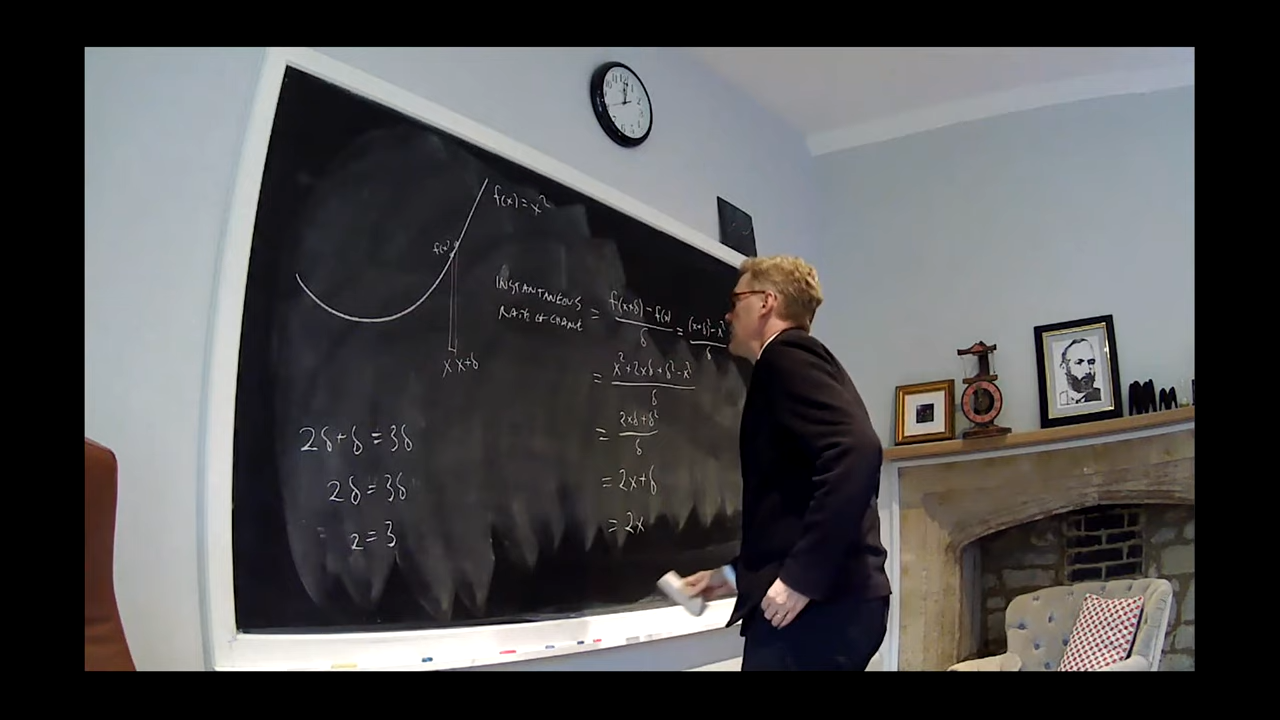 f(x) = x²
f(x)
x x+δ
INSTANTANEOUS
RATE OF CHANGE = f(x+δ) - f(x) / δ = (x+δ)² - x² / δ
= x² + 2xδ + δ² - x² / δ
= 2xδ + δ² / δ
= 2x + δ
= 2x
2δ + δ = 3δ
2δ = 3δ
2 = 3